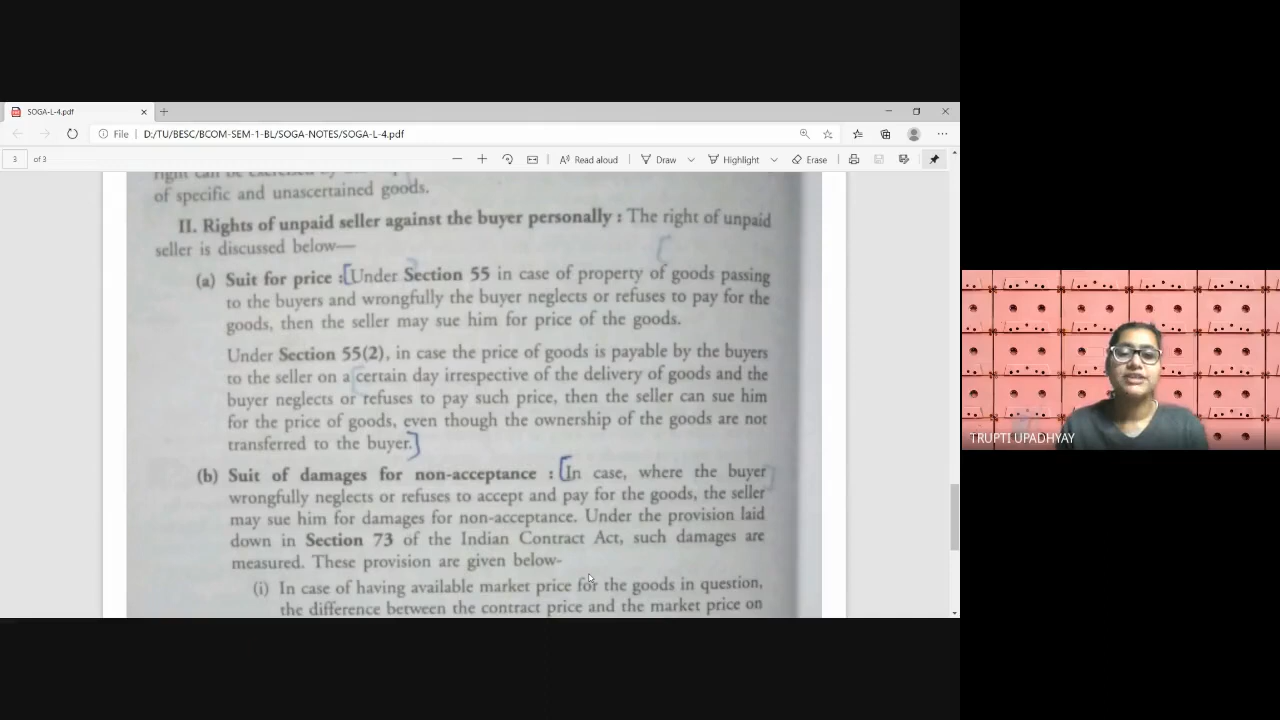 SOGA-L-4.pdf
File D:/TU/BESC/BCOM-SEM-1-BL/SOGA-NOTES/SOGA-L-4.pdf
3 of 3
Read aloud Draw Highlight Erase
of specific and unascertained goods.
II. Rights of unpaid seller against the buyer personally : The right of unpaid
seller is discussed below—
(a) Suit for price : [Under Section 55 in case of property of goods passing
to the buyers and wrongfully the buyer neglects or refuses to pay for the
goods, then the seller may sue him for price of the goods.
Under Section 55(2), in case the price of goods is payable by the buyers
to the seller on a certain day irrespective of the delivery of goods and the
buyer neglects or refuses to pay such price, then the seller can sue him
for the price of goods, even though the ownership of the goods are not
transferred to the buyer.]
(b) Suit of damages for non-acceptance : [In case, where the buyer
wrongfully neglects or refuses to accept and pay for the goods, the seller
may sue him for damages for non-acceptance. Under the provision laid
down in Section 73 of the Indian Contract Act, such damages are
measured. These provision are given below-
(i) In case of having available market price for the goods in question,
the difference between the contract price and the market price on
TRUPTI UPADHYAY